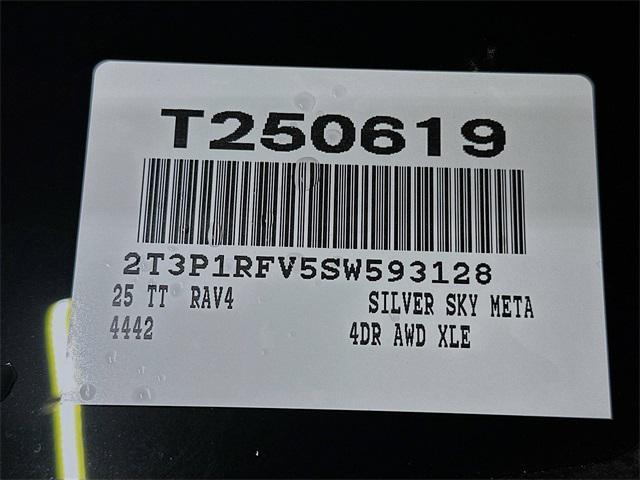 T250619
2T3P1RFV5SW593128
25 TT RAV4 SILVER SKY META
4442 4DR AWD XLE